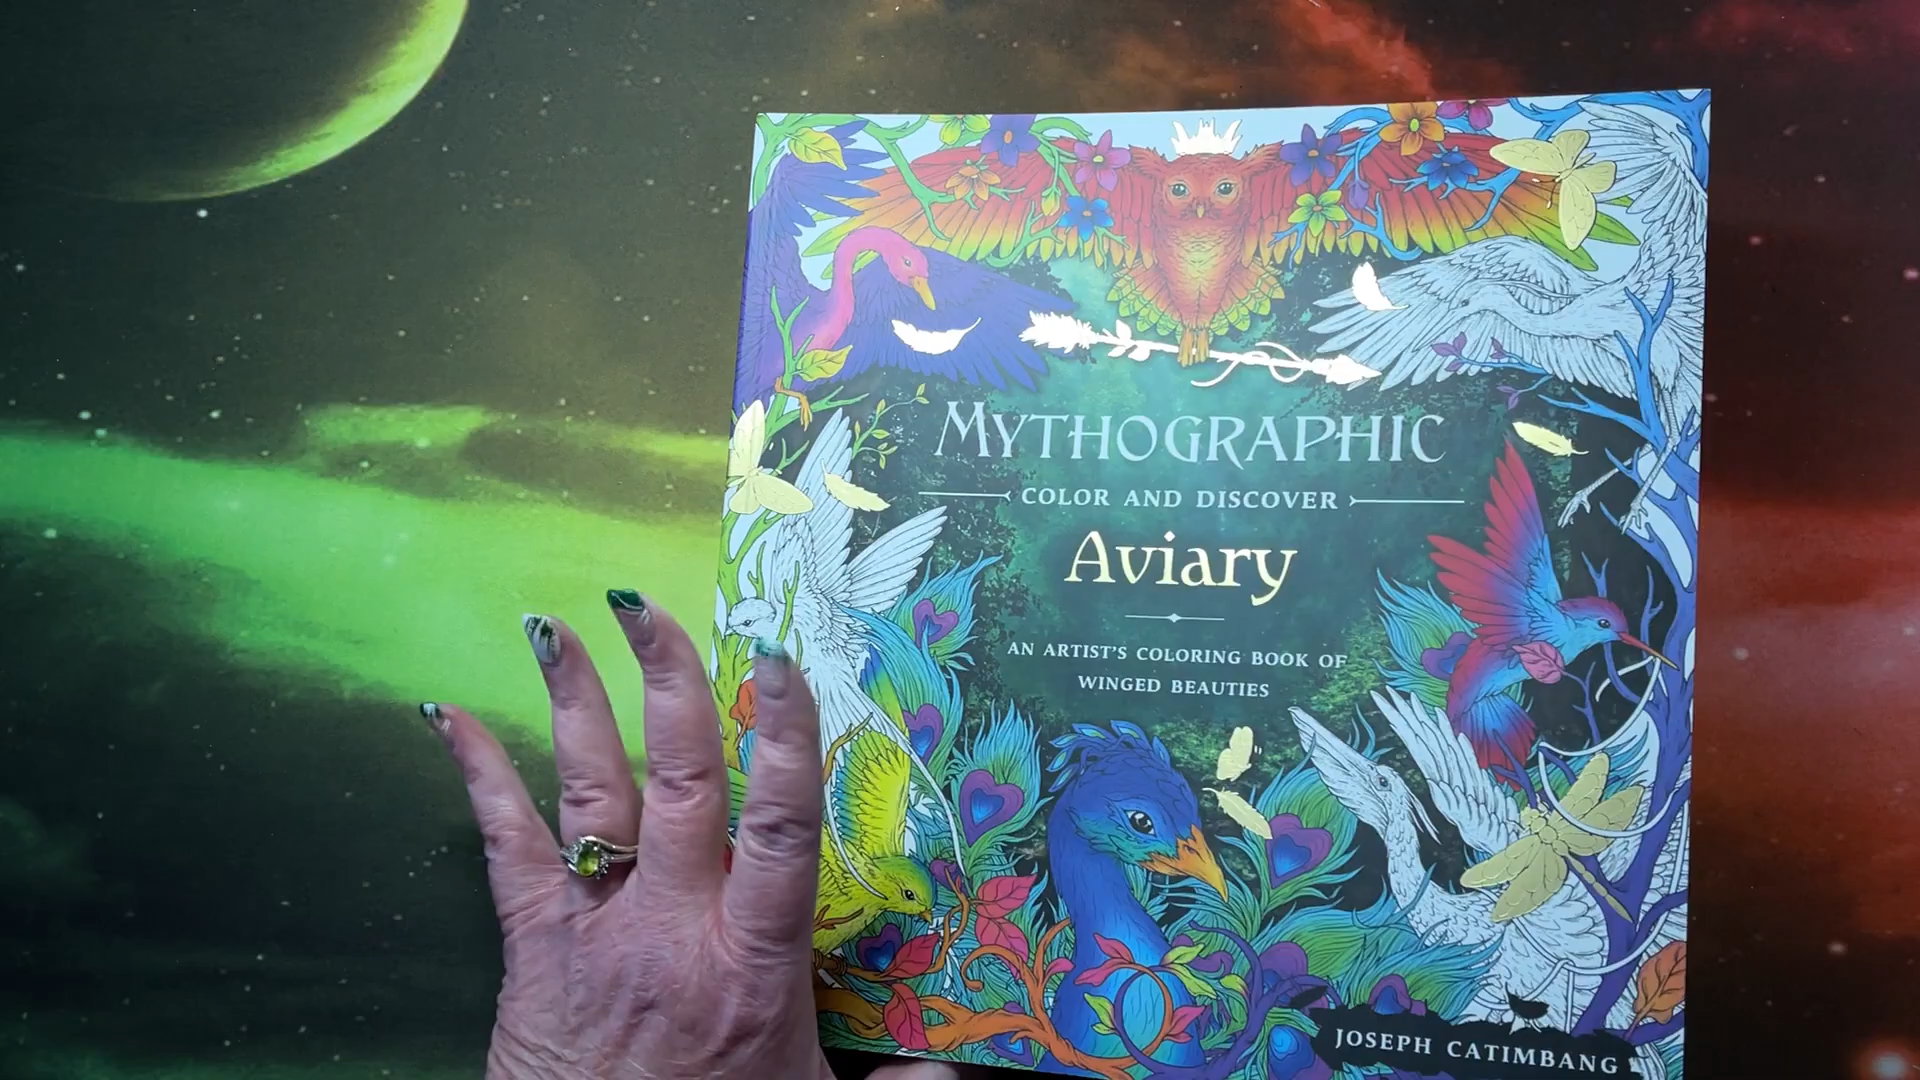 MYTHOGRAPHIC
COLOR AND DISCOVER
Aviary
AN ARTIST'S COLORING BOOK OF
WINGED BEAUTIES
JOSEPH CATIMBANG